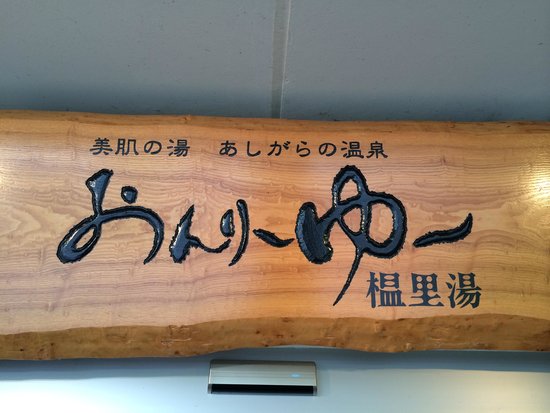 美肌の湯 あしがらの温泉
おんりーゆー
榲里湯